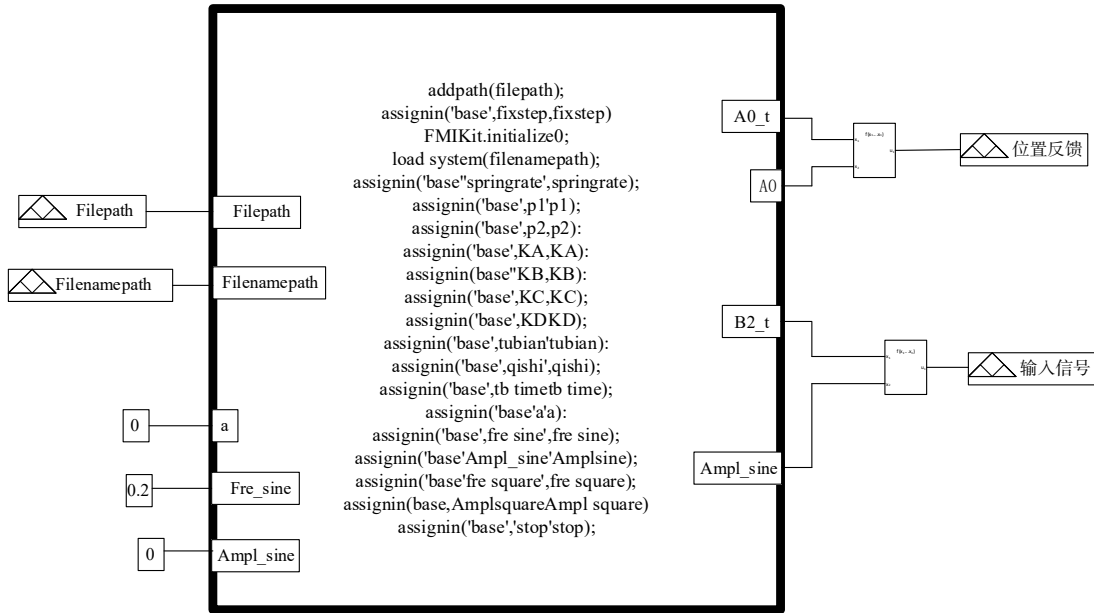 addpath(filepath);
assignin('base',fixstep,fixstep)
FMIKit.initialize0;
load system(filenamepath);
assignin('base''springrate',springrate);
assignin('base',p1'p1);
assignin('base',p2,p2):
assignin('base',KA,KA):
assignin(base''KB,KB):
assignin('base',KC,KC);
assignin('base',KDKD);
assignin('base',tubian'tubian):
assignin('base',qishi',qishi);
assignin('base',tb timetb time);
assignin('base'a'a):
assignin('base',fre sine',fre sine);
assignin('base'Ampl_sine'Amplsine);
assignin('base'fre square',fre square);
assignin(base,AmplsquareAmpl square)
assignin('base','stop'stop);
Filepath
Filepath
Filenamepath
Filenamepath
0
a
0.2
Fre_sine
0
Ampl_sine
A0_t
A0
位置反馈
B2_t
Ampl_sine
输入信号